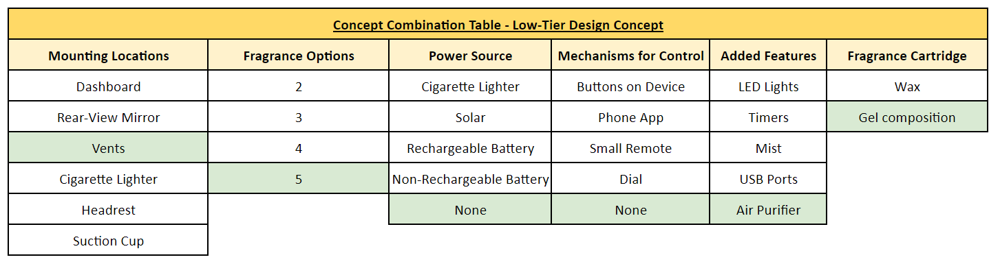 Concept Combination Table - Low-Tier Design Concept
Mounting Locations Fragrance Options Power Source Mechanisms for Control Added Features Fragrance Cartridge
Dashboard 2 Cigarette Lighter Buttons on Device LED Lights Wax
Rear-View Mirror 3 Solar Phone App Timers Gel composition
Vents 4 Rechargeable Battery Small Remote Mist
Cigarette Lighter 5 Non-Rechargeable Battery Dial USB Ports
Headrest None None Air Purifier
Suction Cup